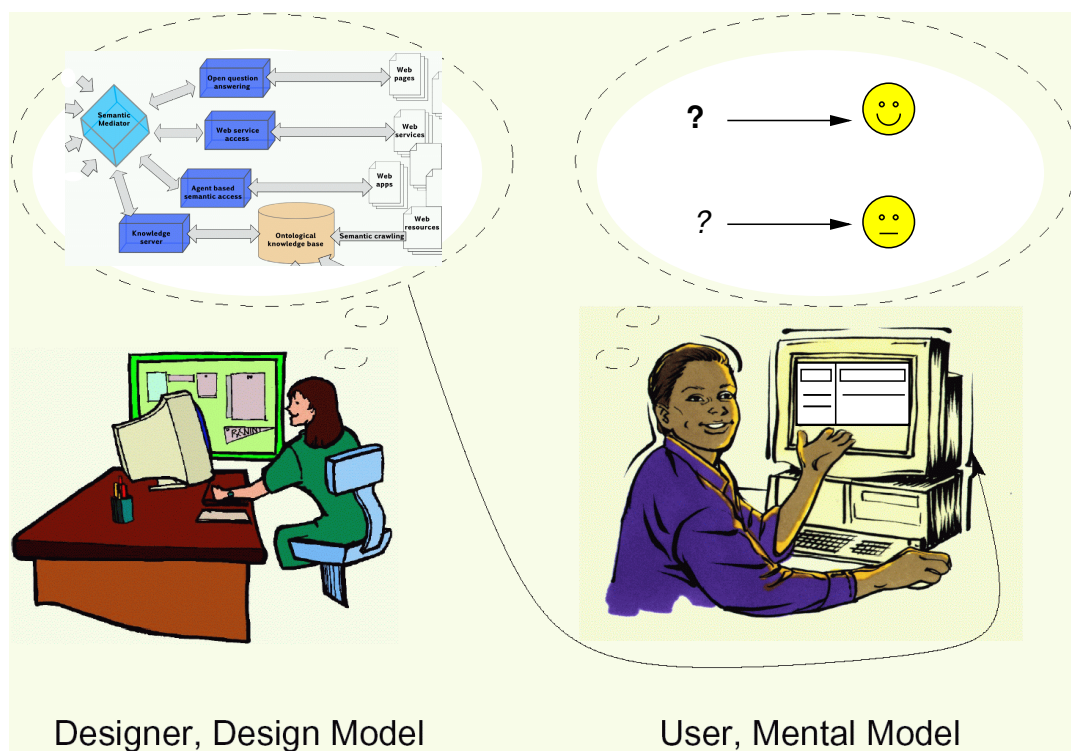 Open question
answering
Web
pages
Semantic
Mediator
Web service
access
Web
services
Agent based
semantic access
Web
apps
Knowledge
server
Ontological
knowledge base
Semantic crawling
Web
resources
?
?
Designer, Design Model
User, Mental Model